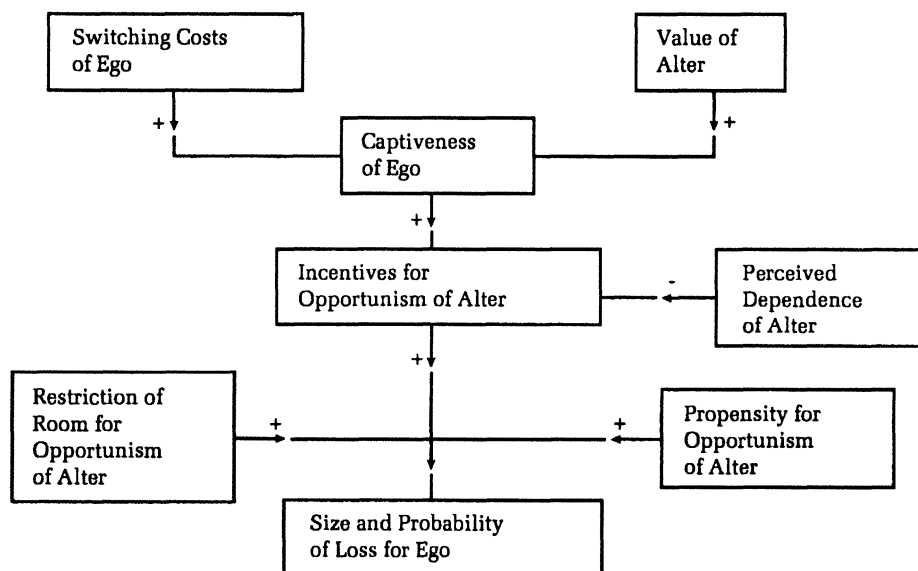 Switching Costs
of Ego
Value of
Alter
+
+
Captiveness
of Ego
+
Incentives for
Opportunism of Alter
-
Perceived
Dependence
of Alter
+
Restriction of
Room for
Opportunism
of Alter
+
+
Propensity for
Opportunism
of Alter
Size and Probability
of Loss for Ego